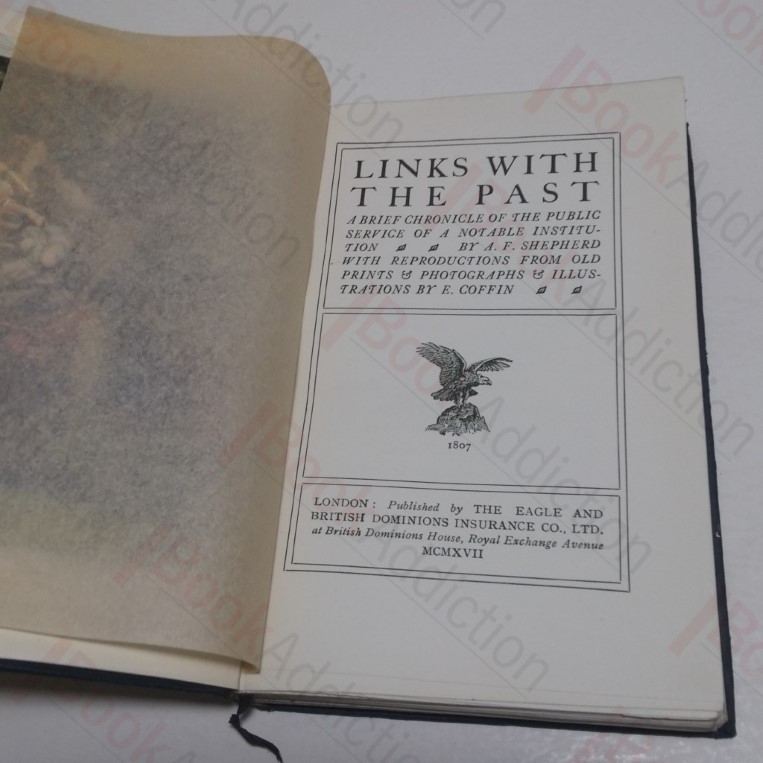 LINKS WITH
THE PAST
A BRIEF CHRONICLE OF THE PUBLIC
SERVICE OF A NOTABLE INSTITU-
TION BY A. F. SHEPHERD
WITH REPRODUCTIONS FROM OLD
PRINTS & PHOTOGRAPHS & ILLUS-
TRATIONS BY E. COFFIN
1807
LONDON: Published by THE EAGLE AND
BRITISH DOMINIONS INSURANCE CO., LTD.
at British Dominions House, Royal Exchange Avenue
MCMXVII
BookAddiction